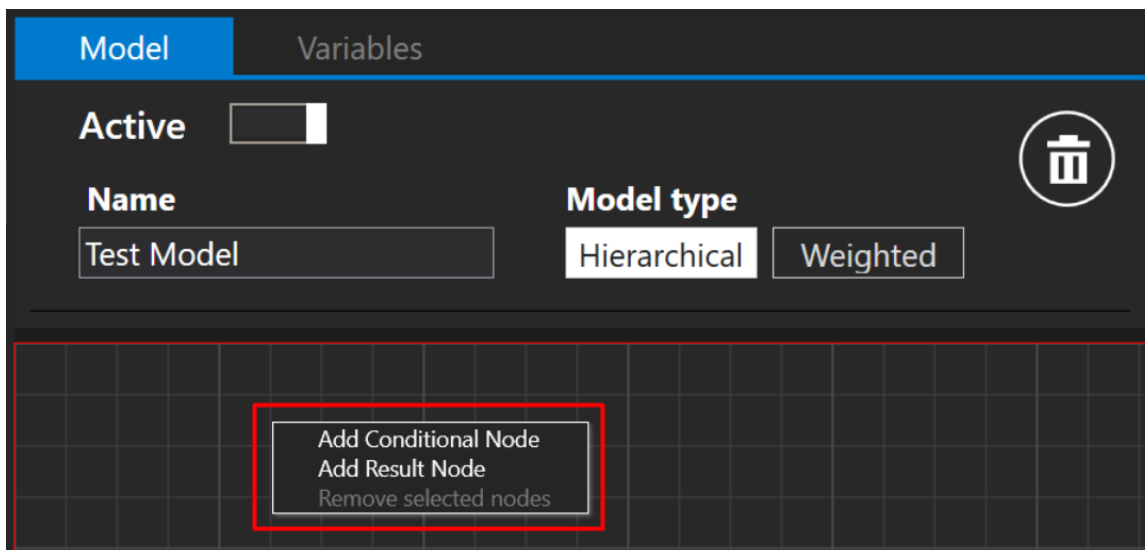 Model Variables
Active
Name Model type
Test Model Hierarchical Weighted
Add Conditional Node
Add Result Node
Remove selected nodes